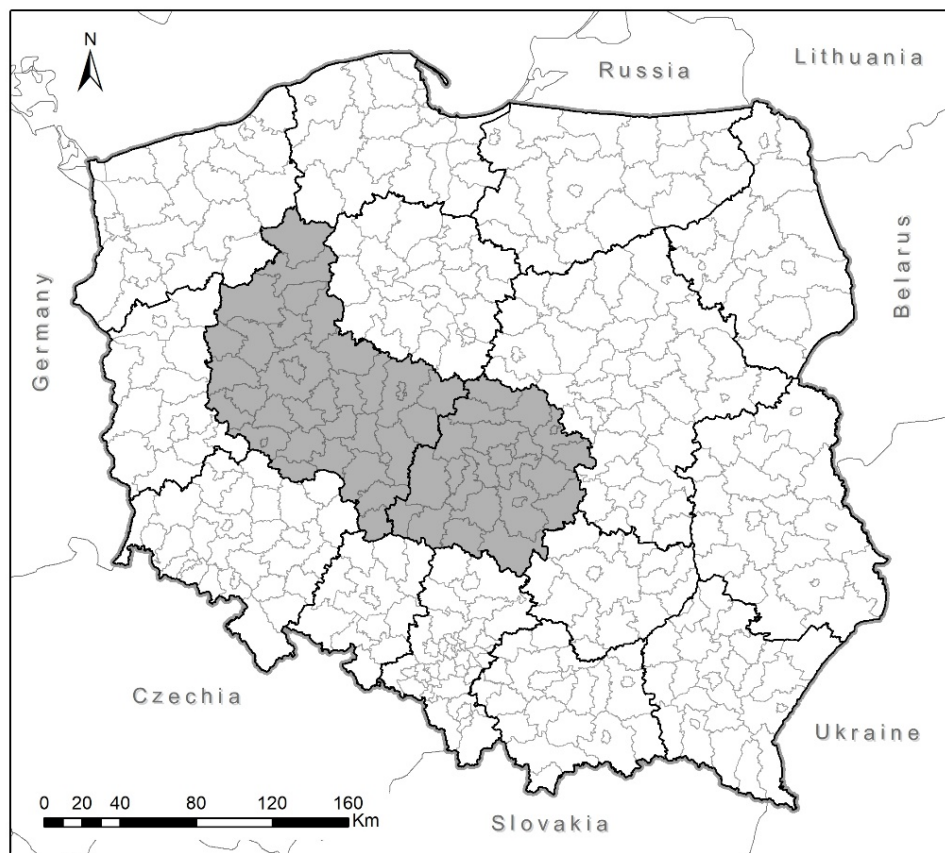 N
Russia
Lithuania
Belarus
Germany
Czechia
Ukraine
Slovakia
0 20 40 80 120 160
Km